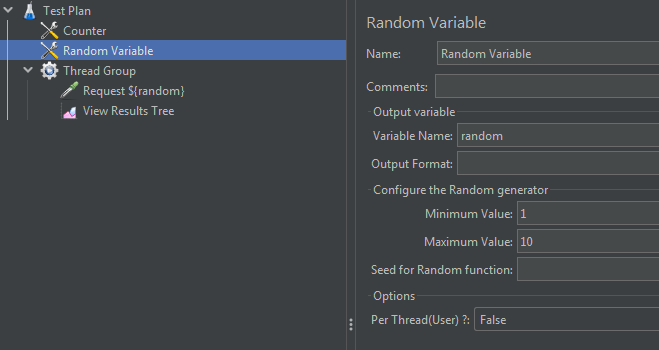 Test Plan
Counter
Random Variable
Thread Group
Request ${random}
View Results Tree
Random Variable
Name: Random Variable
Comments:
Output variable
Variable Name: random
Output Format:
Configure the Random generator
Minimum Value: 1
Maximum Value: 10
Seed for Random function:
Options
Per Thread(User) ?: False